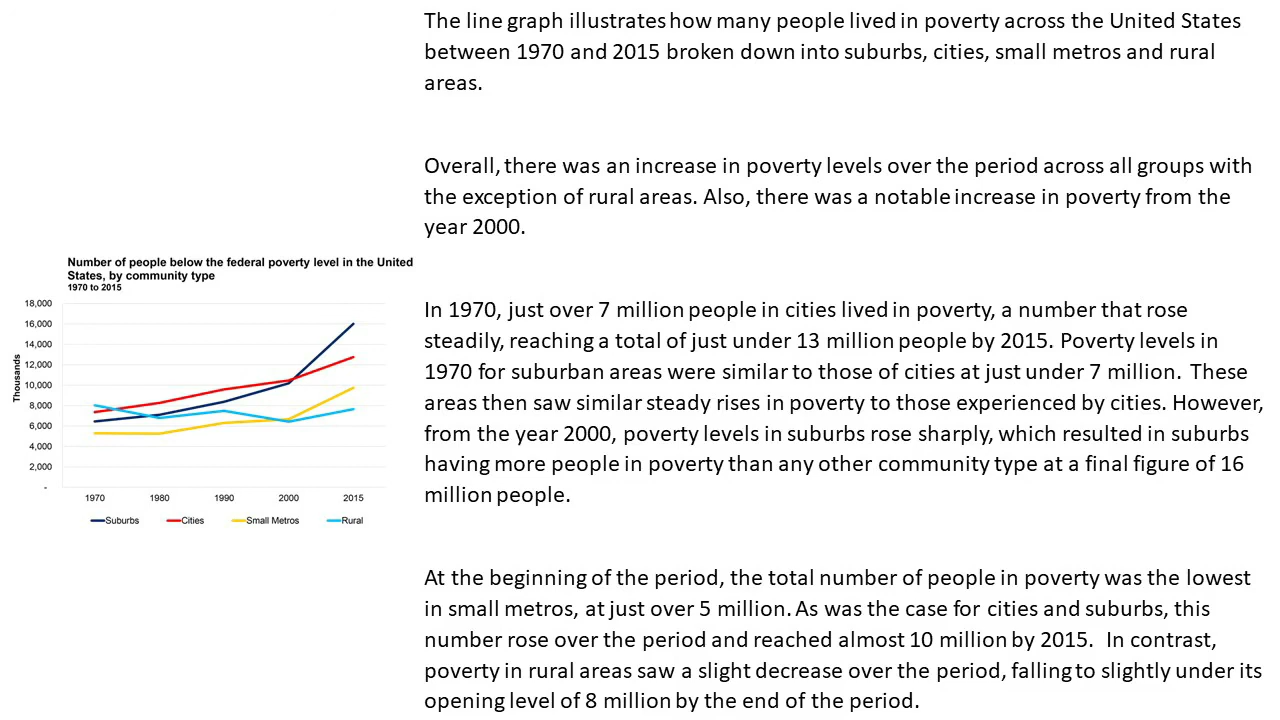 The line graph illustrates how many people lived in poverty across the United States
between 1970 and 2015 broken down into suburbs, cities, small metros and rural
areas.
Overall, there was an increase in poverty levels over the period across all groups with
the exception of rural areas. Also, there was a notable increase in poverty from the
year 2000.
Number of people below the federal poverty level in the United
States, by community type
1970 to 2015
18,000
16,000
14,000
12,000
10,000
8,000
6,000
4,000
2,000
-
Thousands
1970 1980 1990 2000 2015
Suburbs Cities Small Metros Rural
In 1970, just over 7 million people in cities lived in poverty, a number that rose
steadily, reaching a total of just under 13 million people by 2015. Poverty levels in
1970 for suburban areas were similar to those of cities at just under 7 million. These
areas then saw similar steady rises in poverty to those experienced by cities. However,
from the year 2000, poverty levels in suburbs rose sharply, which resulted in suburbs
having more people in poverty than any other community type at a final figure of 16
million people.
At the beginning of the period, the total number of people in poverty was the lowest
in small metros, at just over 5 million. As was the case for cities and suburbs, this
number rose over the period and reached almost 10 million by 2015. In contrast,
poverty in rural areas saw a slight decrease over the period, falling to slightly under its
opening level of 8 million by the end of the period.